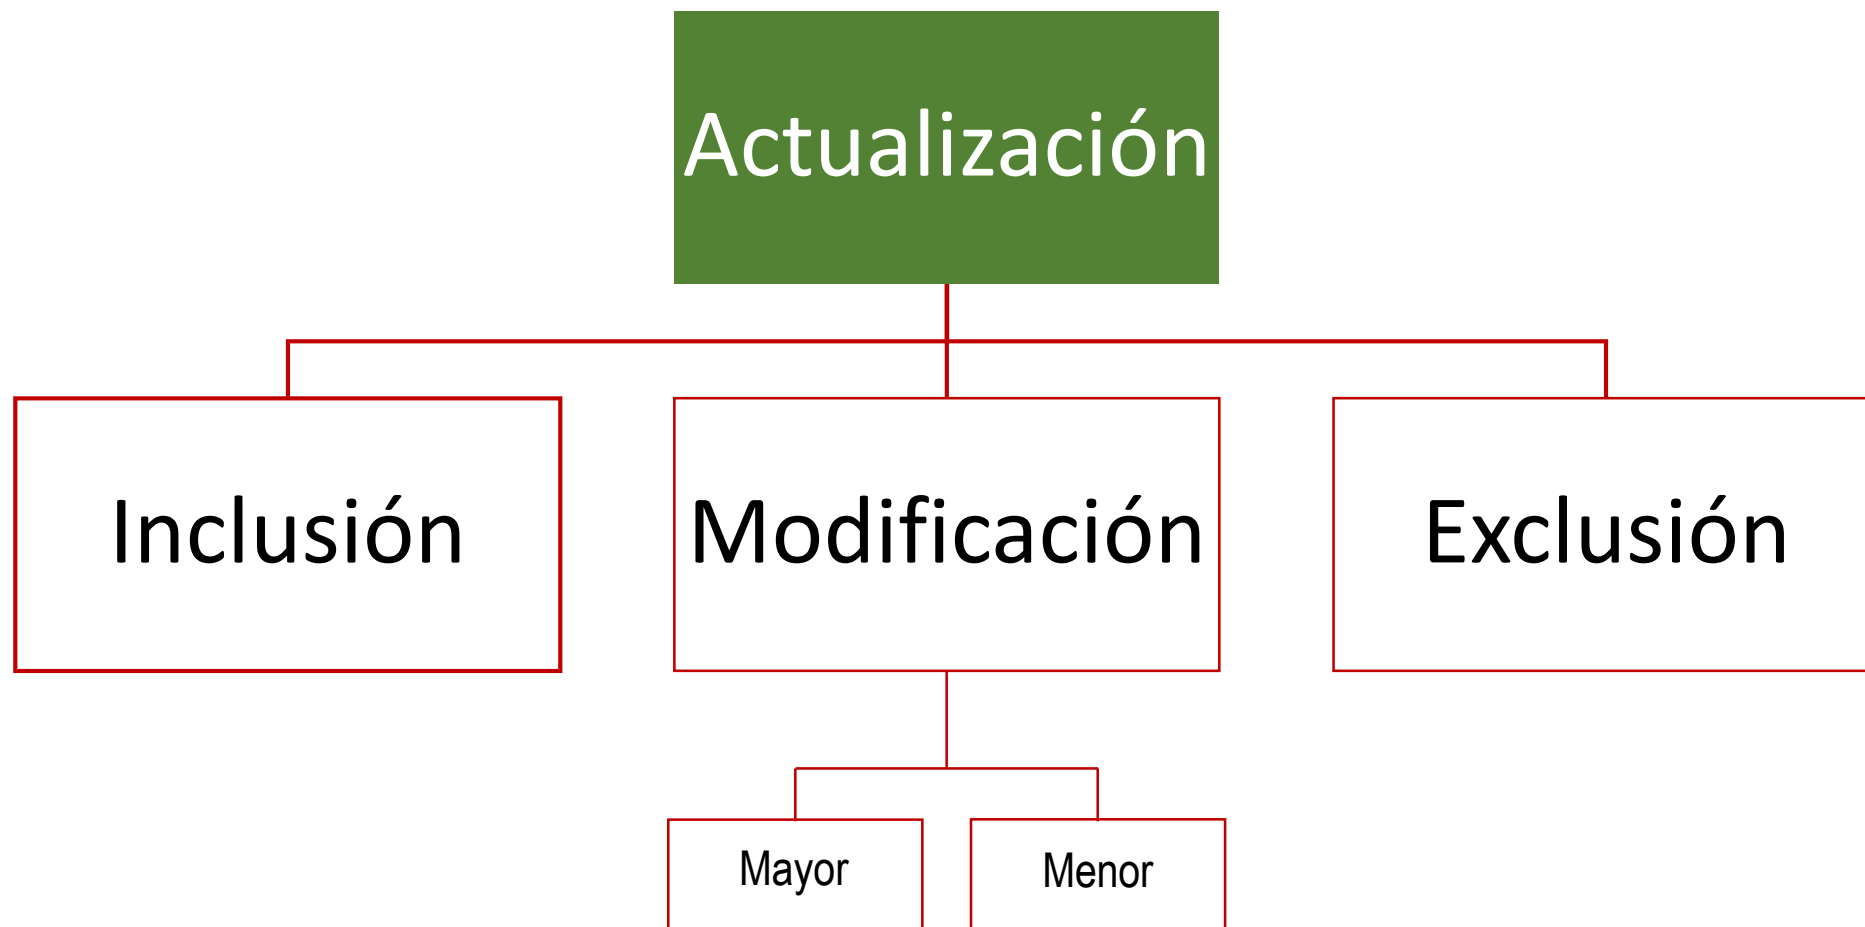 Actualización
Inclusión
Modificación
Exclusión
Mayor
Menor